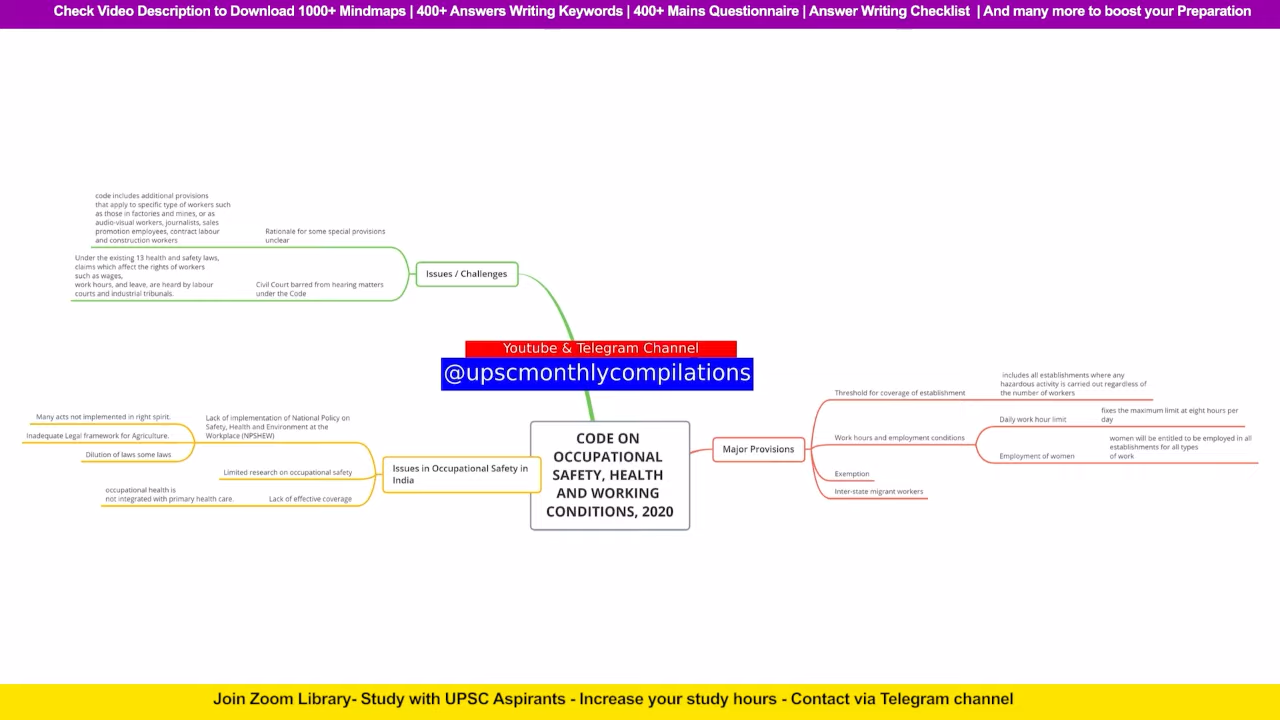 Check Video Description to Download 1000+ Mindmaps | 400+ Answers Writing Keywords | 400+ Mains Questionnaire | Answer Writing Checklist | And many more to boost your Preparation
code includes additional provisions
that apply to specific type of workers such
as those in factories and mines, or as
audio-visual workers, journalists, sales
promotion employees, contract labour
and construction workers
Rationale for some special provisions
unclear
Under the existing 13 health and safety laws,
claims which affect the rights of workers
such as wages,
work hours, and leave, are heard by labour
courts and industrial tribunals.
Civil Court barred from hearing matters
under the Code
Issues / Challenges
Youtube & Telegram Channel
@upscmonthlycompilations
Many acts not implemented in right spirit.
Inadequate Legal framework for Agriculture.
Dilution of laws some laws
Lack of implementation of National Policy on
Safety, Health and Environment at the
Workplace (NPSHEW)
Limited research on occupational safety
occupational health is
not integrated with primary health care.
Lack of effective coverage
Issues in Occupational Safety in
India
CODE ON
OCCUPATIONAL
SAFETY, HEALTH
AND WORKING
CONDITIONS, 2020
Major Provisions
Threshold for coverage of establishment
includes all establishments where any
hazardous activity is carried out regardless of
the number of workers
Work hours and employment conditions
Daily work hour limit
fixes the maximum limit at eight hours per
day
Employment of women
women will be entitled to be employed in all
establishments for all types
of work
Exemption
Inter-state migrant workers
Join Zoom Library- Study with UPSC Aspirants - Increase your study hours - Contact via Telegram channel